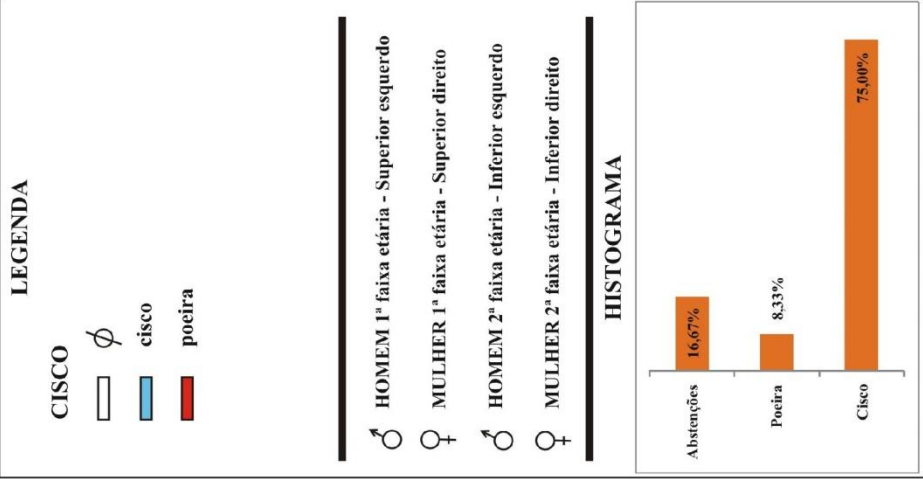 LEGENDA
CISCO
ϕ
cisco
poeira
♂ HOMEM 1ª faixa etária - Superior esquerdo
♀ MULHER 1ª faixa etária - Superior direito
♂ HOMEM 2ª faixa etária - Inferior esquerdo
♀ MULHER 2ª faixa etária - Inferior direito
HISTOGRAMA
Abstenções 16,67%
Poeira 8,33%
Cisco 75,00%